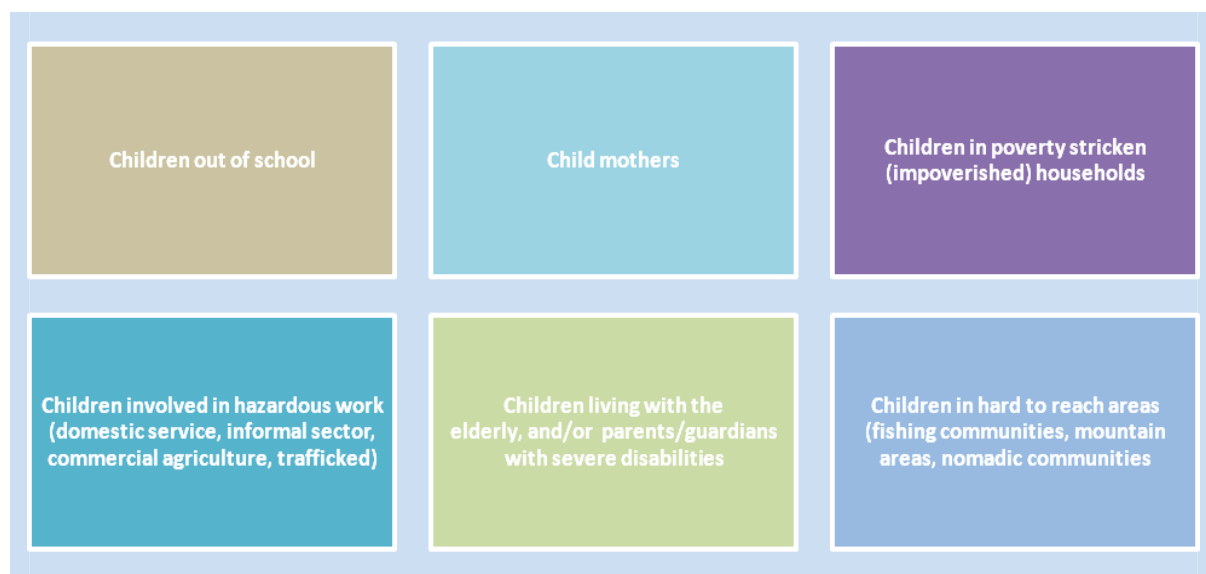 Children out of school
Child mothers
Children in poverty stricken
(impoverished) households
Children involved in hazardous work
(domestic service, informal sector,
commercial agriculture, trafficked)
Children living with the
elderly, and/or parents/guardians
with severe disabilities
Children in hard to reach areas
(fishing communities, mountain
areas, nomadic communities